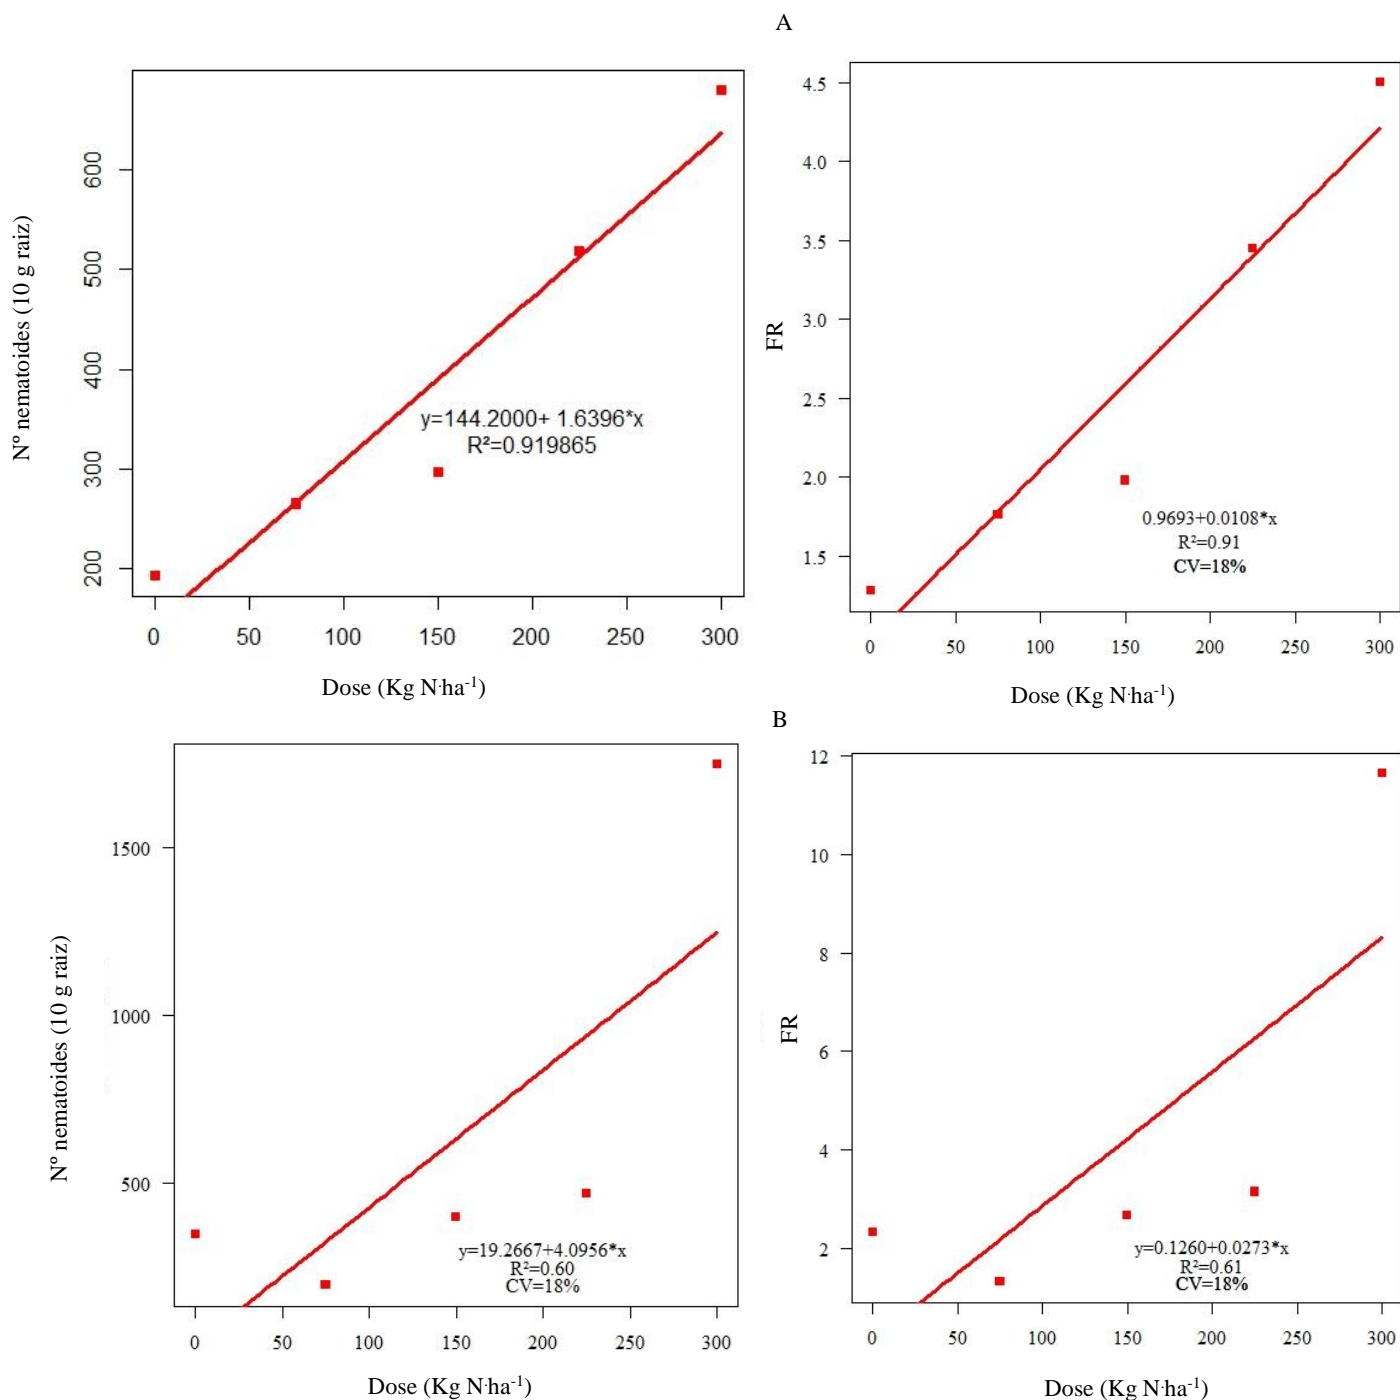 A
Nº nematoides (10 g raiz)
600
500
400
300
200
y=144.2000+ 1.6396*x
R²=0.919865
0 50 100 150 200 250 300
Dose (Kg N·ha⁻¹)
FR
4.5
4.0
3.5
3.0
2.5
2.0
1.5
0.9693+0.0108*x
R²=0.91
CV=18%
0 50 100 150 200 250 300
Dose (Kg N·ha⁻¹)
B
Nº nematoides (10 g raiz)
1500
1000
500
y=19.2667+4.0956*x
R²=0.60
CV=18%
0 50 100 150 200 250 300
Dose (Kg N·ha⁻¹)
FR
12
10
8
6
4
2
y=0.1260+0.0273*x
R²=0.61
CV=18%
0 50 100 150 200 250 300
Dose (Kg N·ha⁻¹)